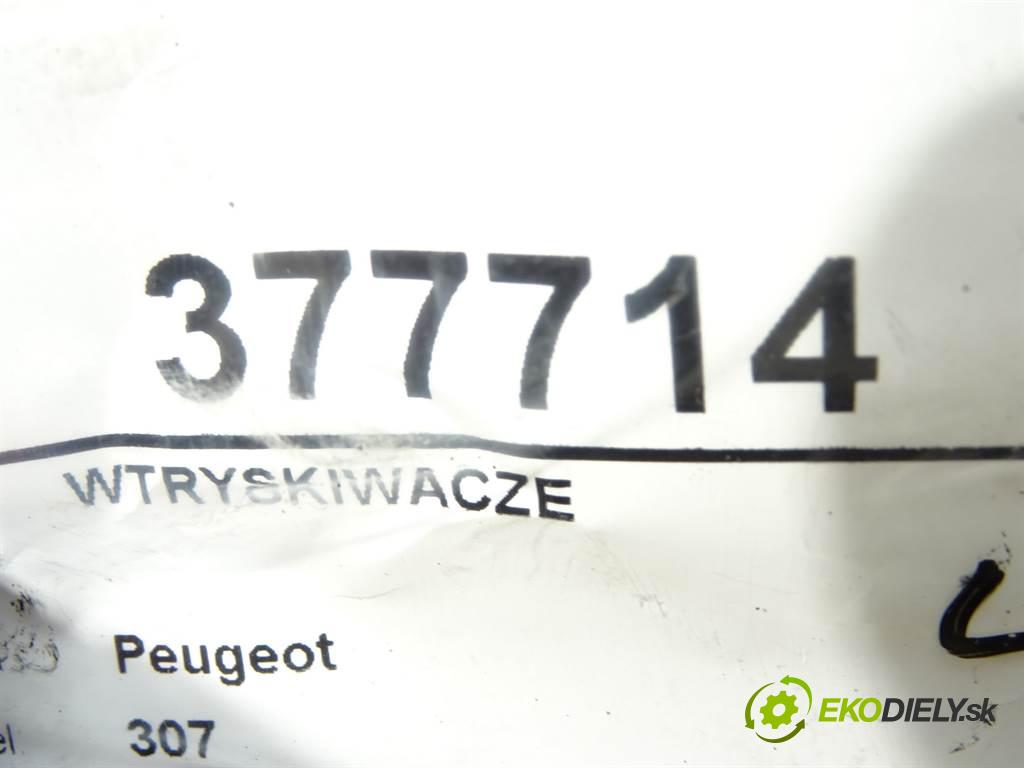 377714
WTRYSKIWACZE
Peugeot
307
EKODIELY.sk